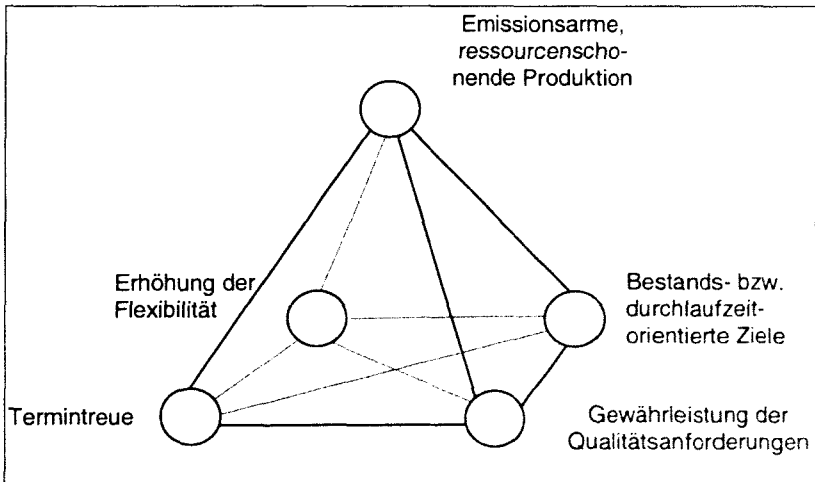 Emissionsarme,
ressourcenscho-
nende Produktion
Erhöhung der
Flexibilität
Bestands- bzw.
durchlaufzeit-
orientierte Ziele
Termintreue
Gewährleistung der
Qualitätsanforderungen